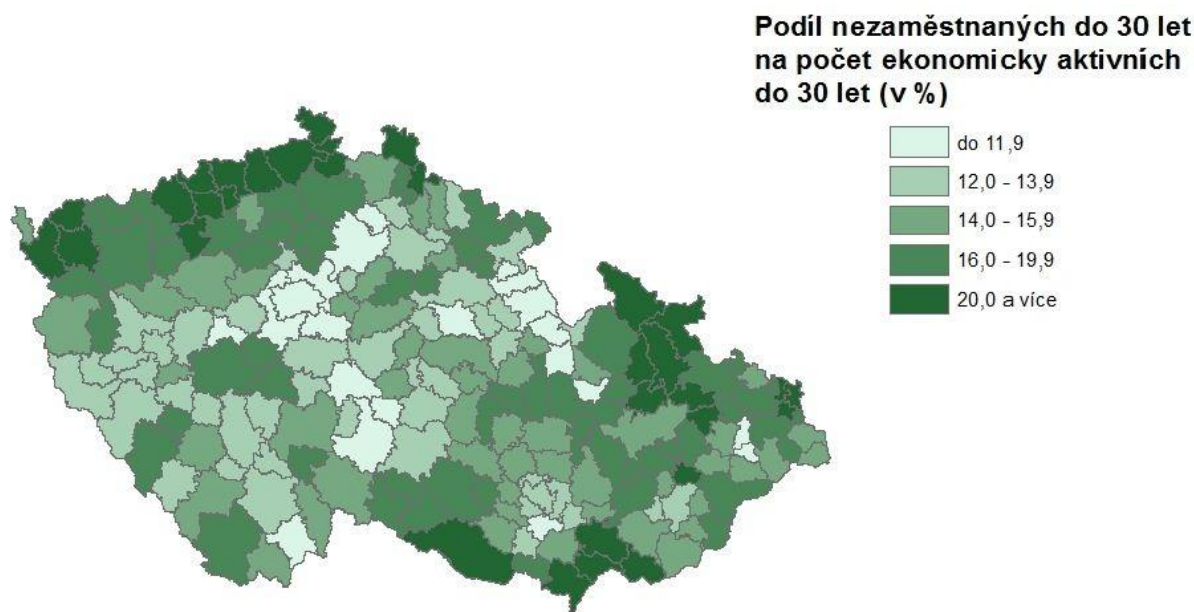 Podíl nezaměstnaných do 30 let
na počet ekonomicky aktivních
do 30 let (v %)
do 11,9
12,0 - 13,9
14,0 - 15,9
16,0 - 19,9
20,0 a více